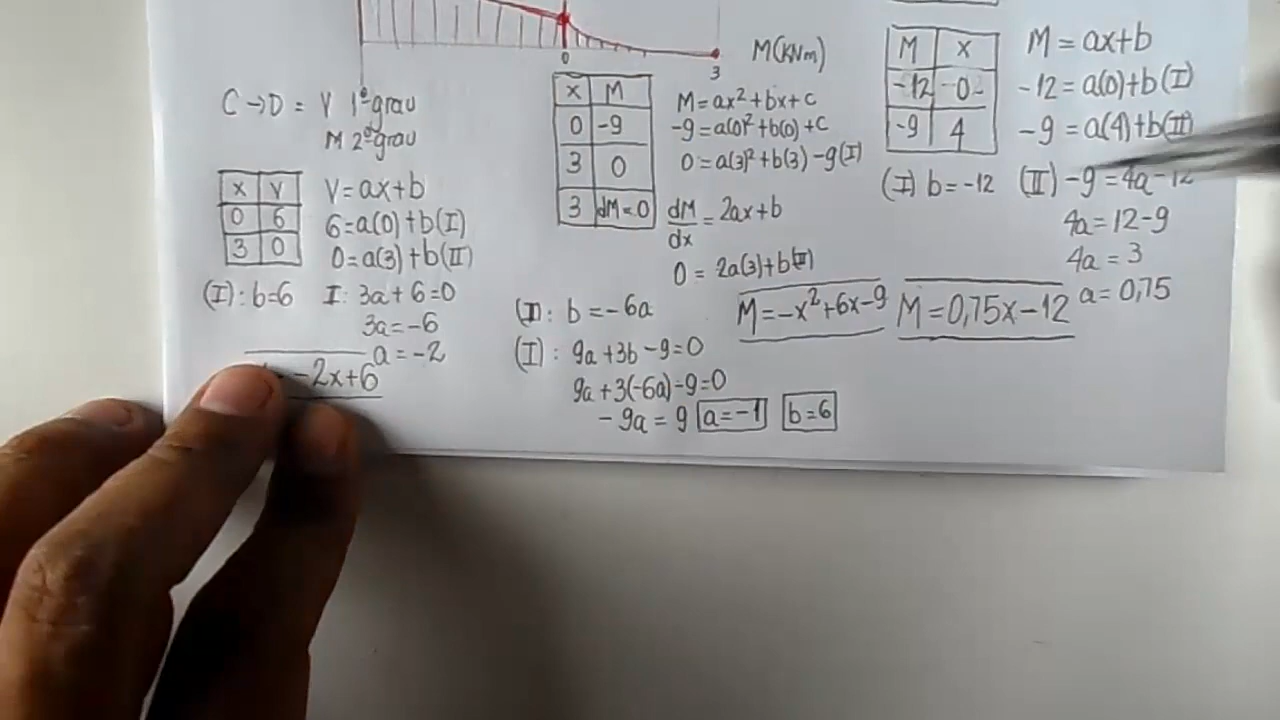 0
3
M(KNm)
C→D = V 1º grau
M 2º grau
x V
0 6
3 0
V=ax+b
6=a(0)+b(I)
0=a(3)+b(II)
(I): b=6 I: 3a+6=0
3a=-6
a=-2
-2x+6
x M
0 -9
3 0
3 dM=0
M=ax²+bx+c
-9=a(0)²+b(0)+c
0=a(3)²+b(3)-9(I)
dM/dx = 2ax+b
0 = 2a(3)+b(II)
b=-6a
(I): 9a+3b-9=0
9a+3(-6a)-9=0
-9a=9 a=-1 b=6
M=-x²+6x-9
M x
-12 0
-9 4
M=ax+b
-12=a(0)+b(I)
-9=a(4)+b(II)
(I) b=-12 (II) -9=4a-12
4a=12-9
4a=3
a=0,75
M=0,75x-12